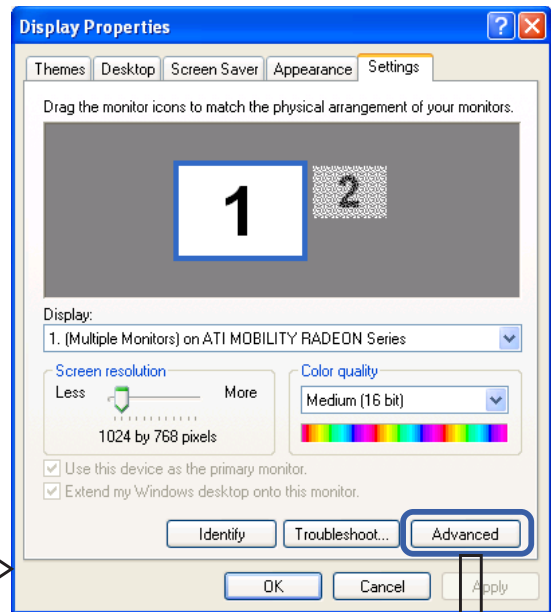 Display Properties
Themes Desktop Screen Saver Appearance Settings
Drag the monitor icons to match the physical arrangement of your monitors.
1 2
Display:
1. (Multiple Monitors) on ATI MOBILITY RADEON Series
Screen resolution
Less More
1024 by 768 pixels
Color quality
Medium (16 bit)
Use this device as the primary monitor.
Extend my Windows desktop onto this monitor.
Identify Troubleshoot... Advanced
OK Cancel Apply